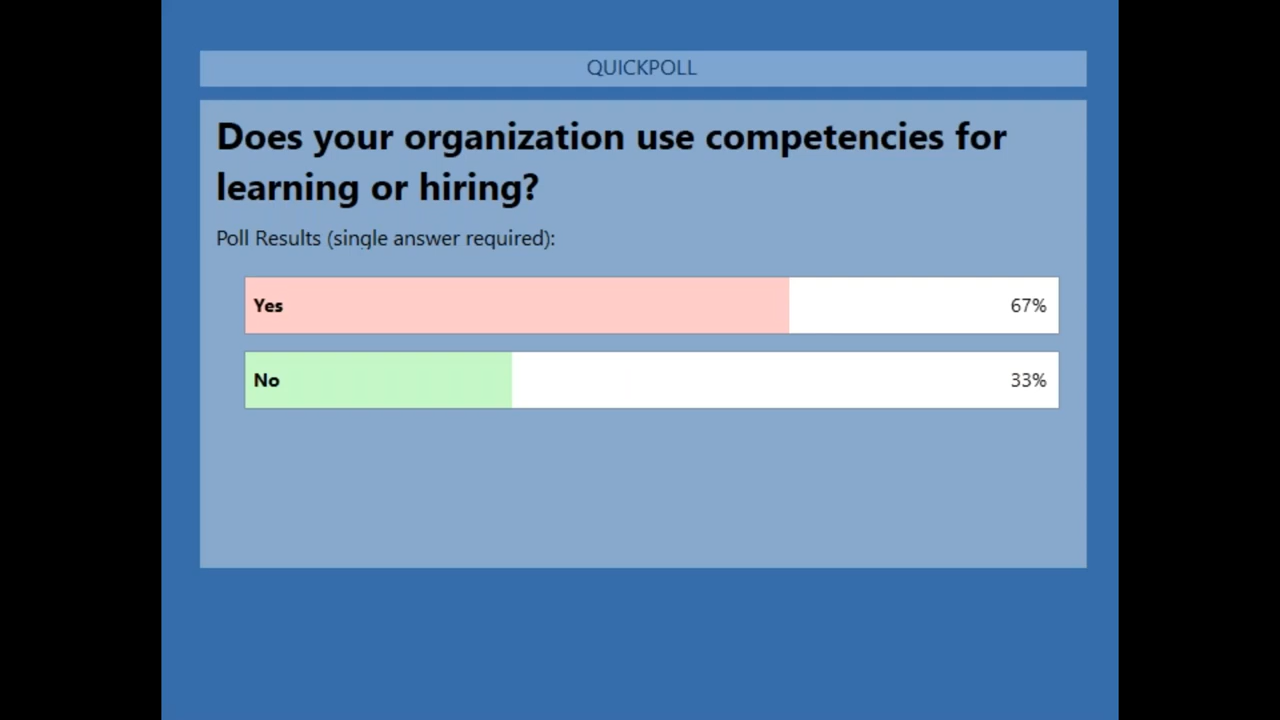 QUICKPOLL
Does your organization use competencies for
learning or hiring?
Poll Results (single answer required):
Yes 67%
No 33%